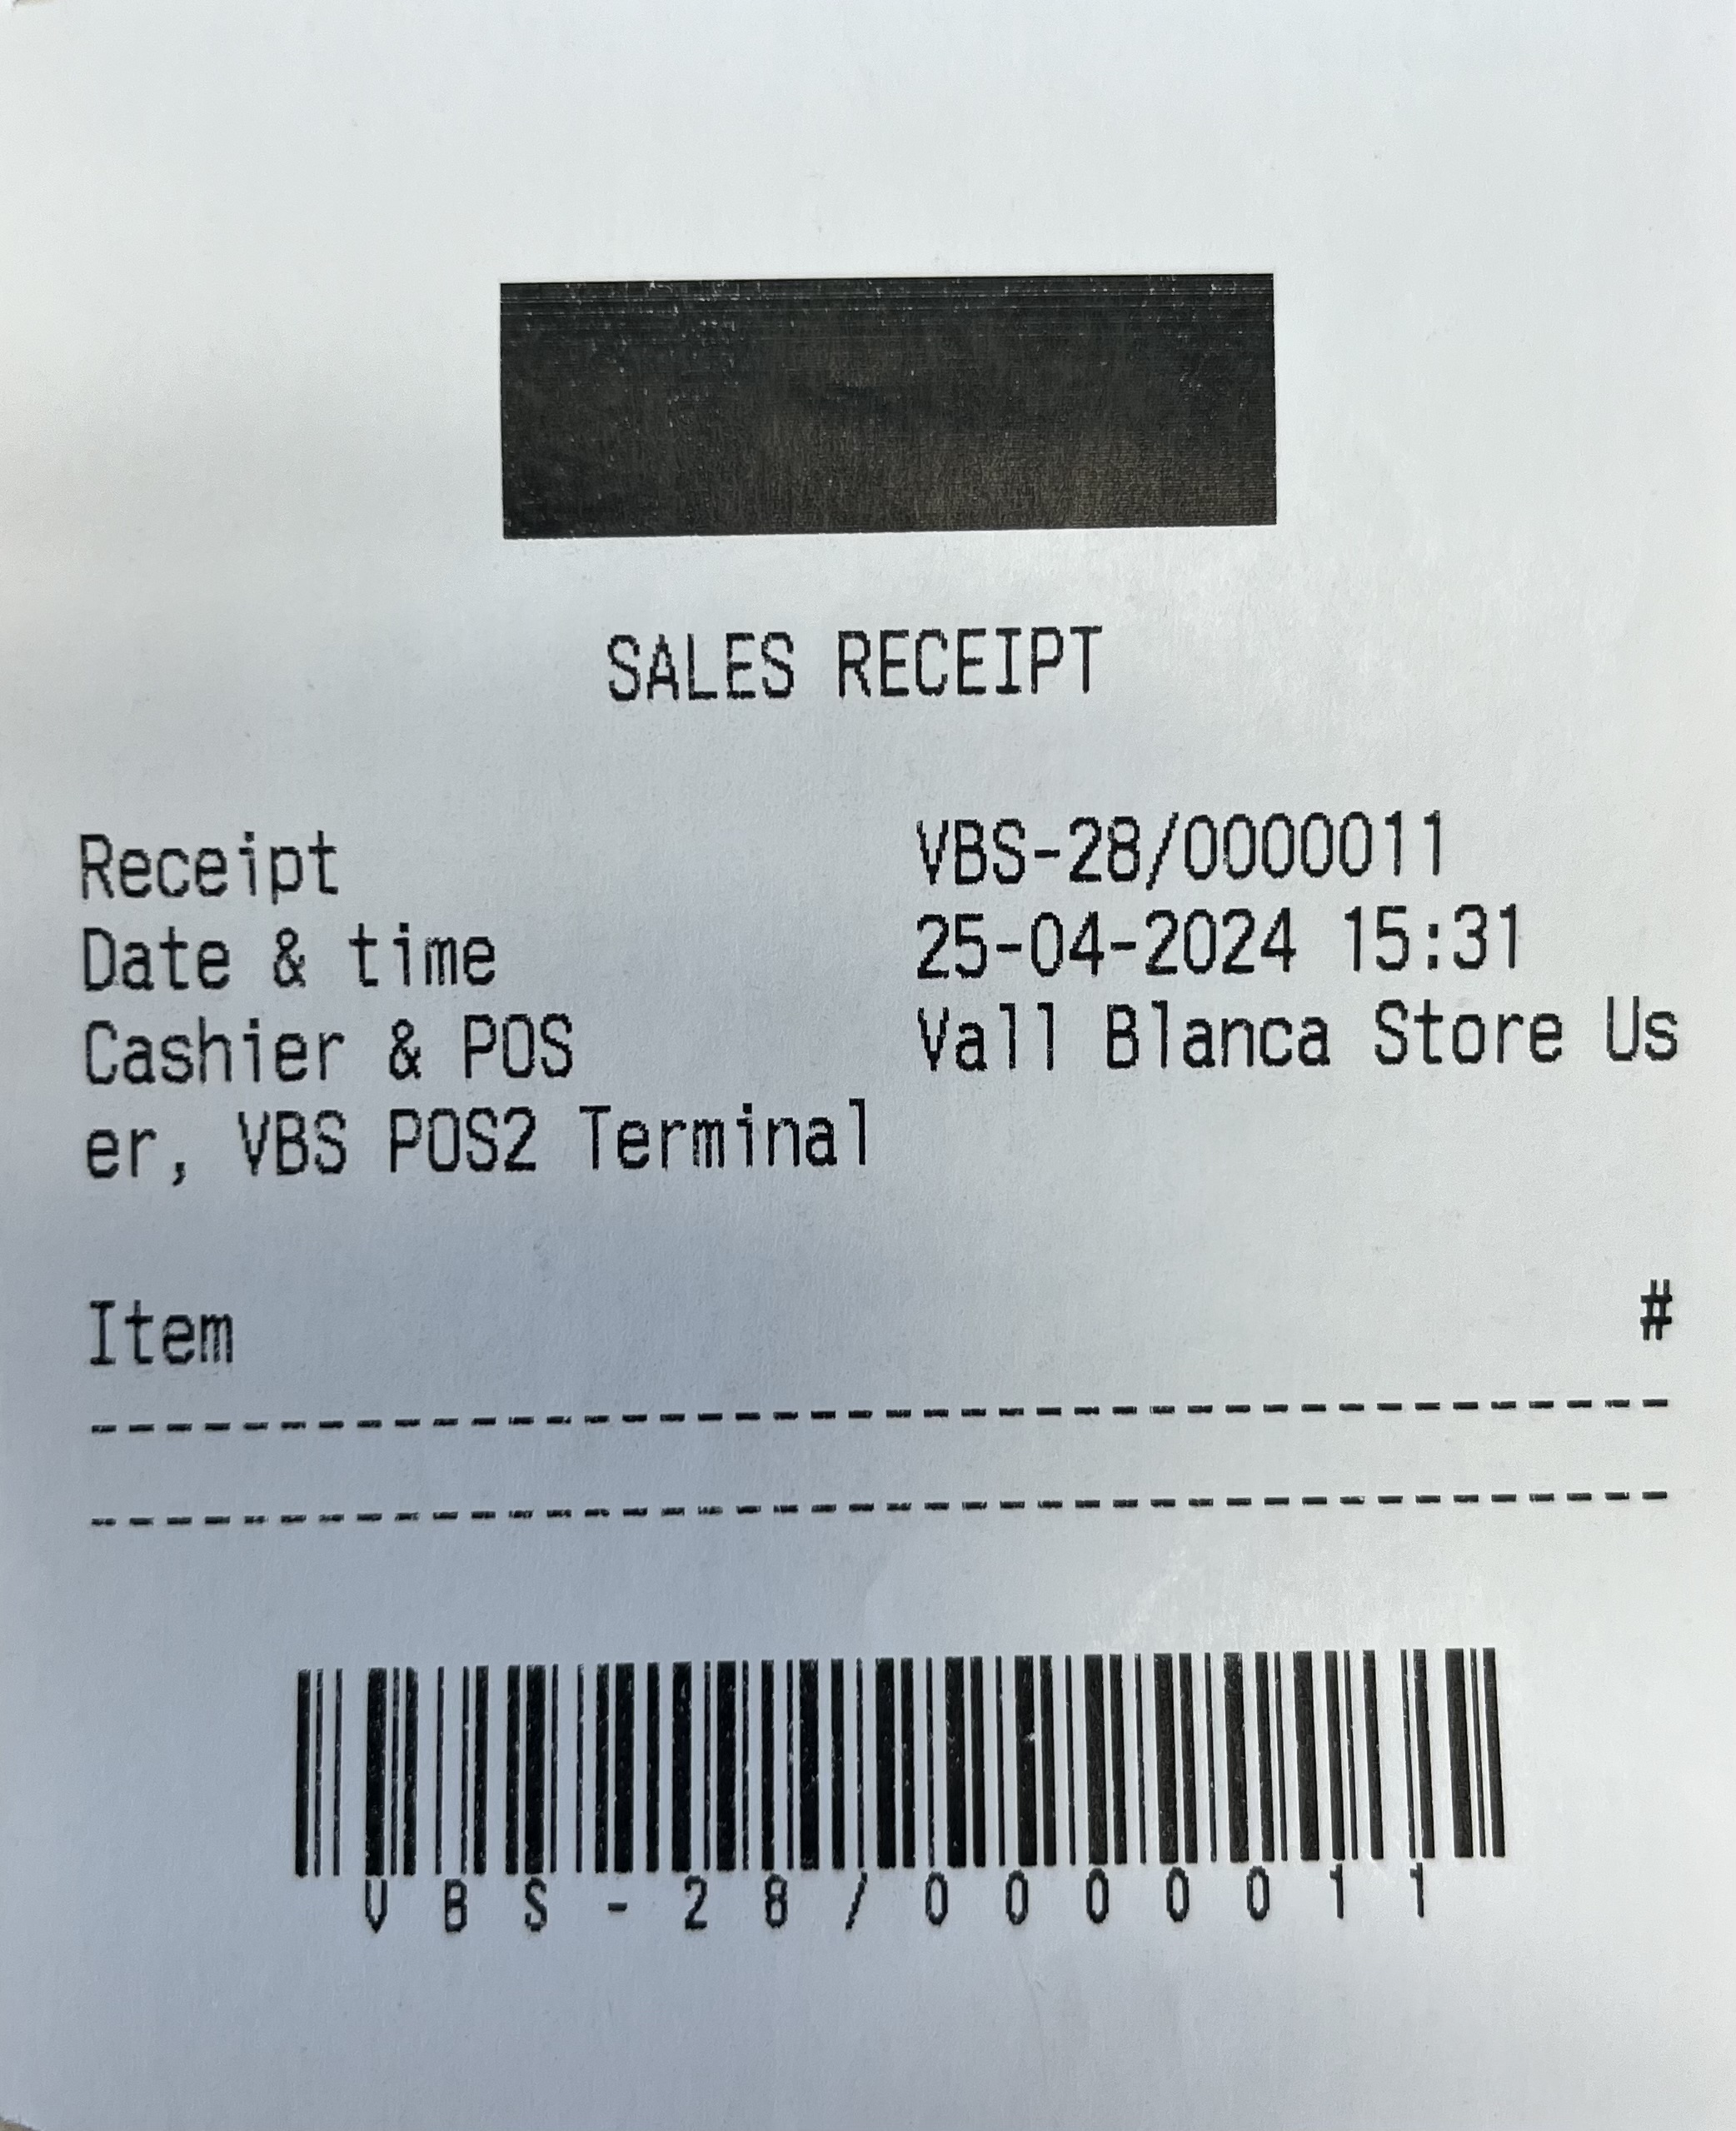 SALES RECEIPT
Receipt VBS-28/0000011
Date & time 25-04-2024 15:31
Cashier & POS Vall Blanca Store Us
er, VBS POS2 Terminal
Item #
------------------------------------------
------------------------------------------
VBS-28/0000011